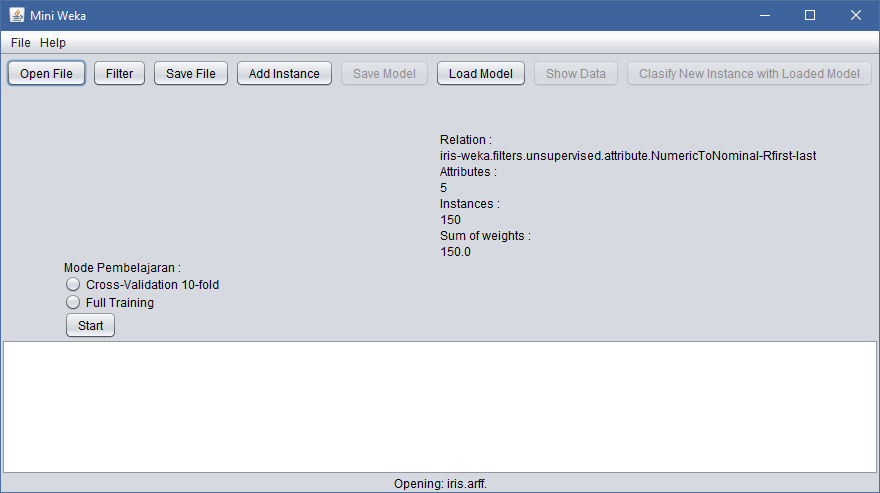 Mini Weka
File Help
Open File Filter Save File Add Instance Save Model Load Model Show Data Clasify New Instance with Loaded Model
Relation :
iris-weka.filters.unsupervised.attribute.NumericToNominal-Rfirst-last
Attributes :
5
Instances :
150
Sum of weights :
150.0
Mode Pembelajaran :
Cross-Validation 10-fold
Full Training
Start
Opening: iris.arff.